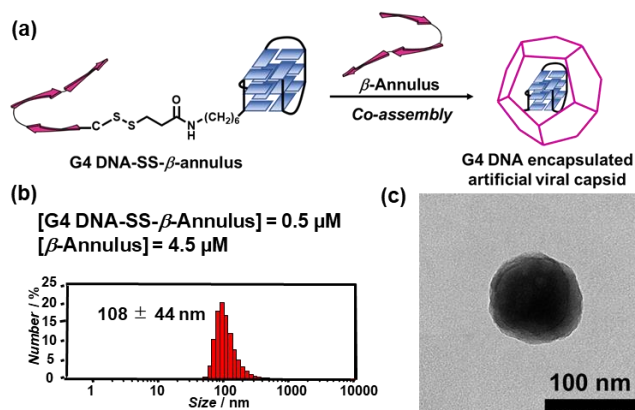 (a)
β-Annulus
Co-assembly
C
S
S
O
N
H
(CH2)6
G4 DNA-SS-β-annulus
G4 DNA encapsulated
artificial viral capsid
(b)
[G4 DNA-SS-β-Annulus] = 0.5 μM
[β-Annulus] = 4.5 μM
108 ± 44 nm
Number / %
25
20
15
10
5
0
1
10
100
1000
10000
Size / nm
(c)
100 nm